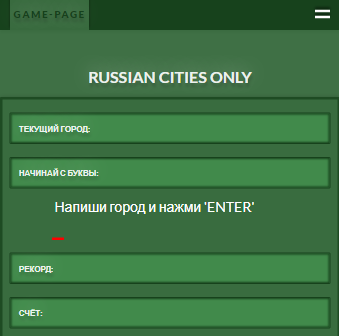 GAME-PAGE
RUSSIAN CITIES ONLY
ТЕКУЩИЙ ГОРОД:
НАЧИНАЙ С БУКВЫ:
Напиши город и нажми 'ENTER'
РЕКОРД:
СЧЁТ: